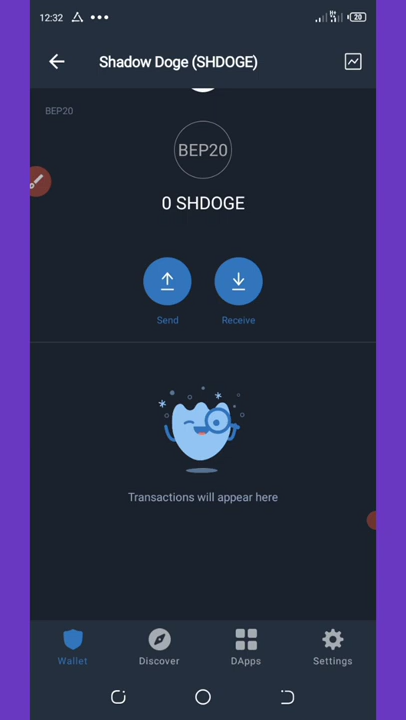 12:32
20
Shadow Doge (SHDOGE)
BEP20
BEP20
0 SHDOGE
Send
Receive
Transactions will appear here
Wallet
Discover
DApps
Settings